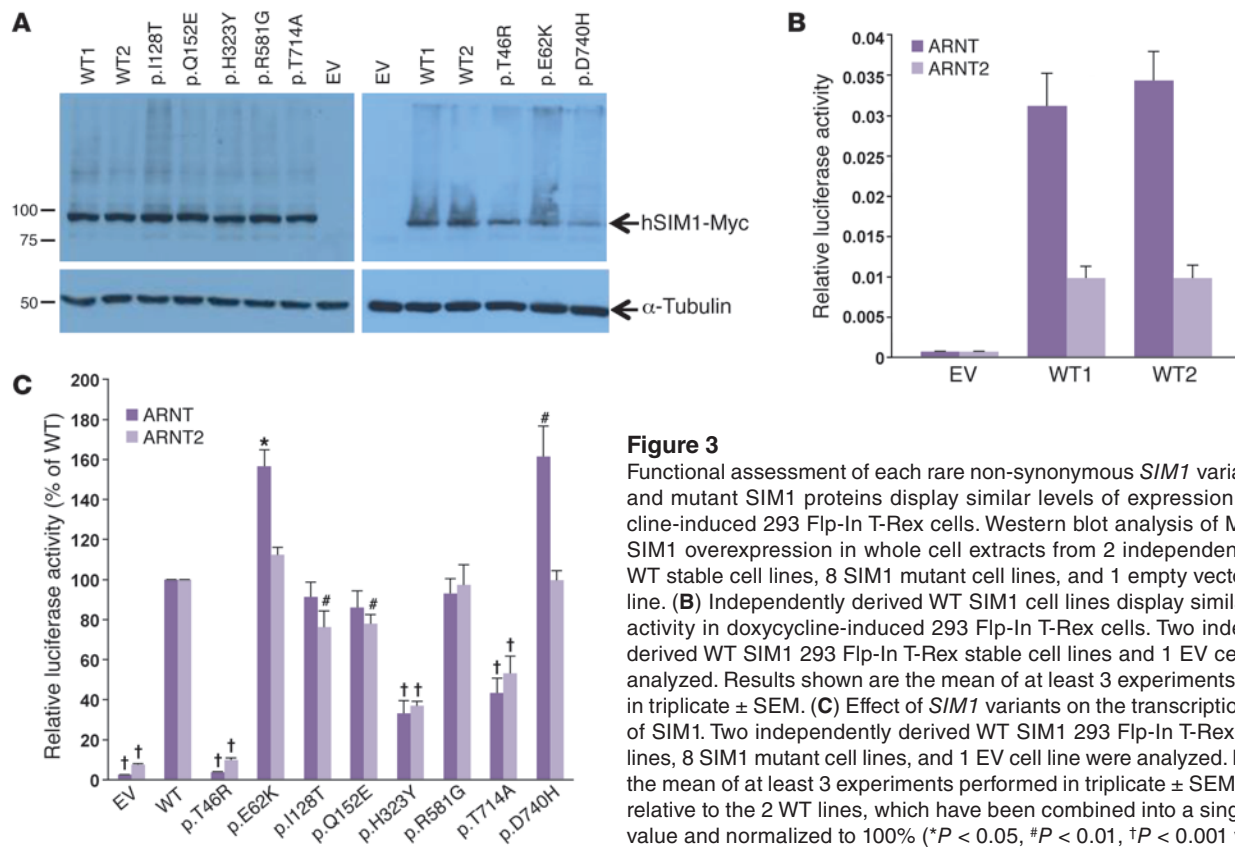 A
WT1
WT2
p.I128T
p.Q152E
p.H323Y
p.R581G
p.T714A
EV
EV
WT1
WT2
p.T46R
p.E62K
p.D740H
100
75
hSIM1-Myc
50
α-Tubulin
B
0.04
0.035
0.03
0.025
0.02
0.015
0.01
0.005
0
Relative luciferase activity
ARNT
ARNT2
EV
WT1
WT2
C
200
180
160
140
120
100
80
60
40
20
0
Relative luciferase activity (% of WT)
ARNT
ARNT2
† †
† †
*
#
#
† †
† †
#
EV
WT
p.T46R
p.E62K
p.I128T
p.Q152E
p.H323Y
p.R581G
p.T714A
p.D740H
Figure 3
Functional assessment of each rare non-synonymous SIM1 varia
and mutant SIM1 proteins display similar levels of expression
cline-induced 293 Flp-In T-Rex cells. Western blot analysis of M
SIM1 overexpression in whole cell extracts from 2 independen
WT stable cell lines, 8 SIM1 mutant cell lines, and 1 empty vecto
line. (B) Independently derived WT SIM1 cell lines display simil
activity in doxycycline-induced 293 Flp-In T-Rex cells. Two inde
derived WT SIM1 293 Flp-In T-Rex stable cell lines and 1 EV ce
analyzed. Results shown are the mean of at least 3 experiments
in triplicate ± SEM. (C) Effect of SIM1 variants on the transcription
of SIM1. Two independently derived WT SIM1 293 Flp-In T-Rex
lines, 8 SIM1 mutant cell lines, and 1 EV cell line were analyzed.
the mean of at least 3 experiments performed in triplicate ± SEM
relative to the 2 WT lines, which have been combined into a sing
value and normalized to 100% (*P < 0.05, #P < 0.01, †P < 0.001